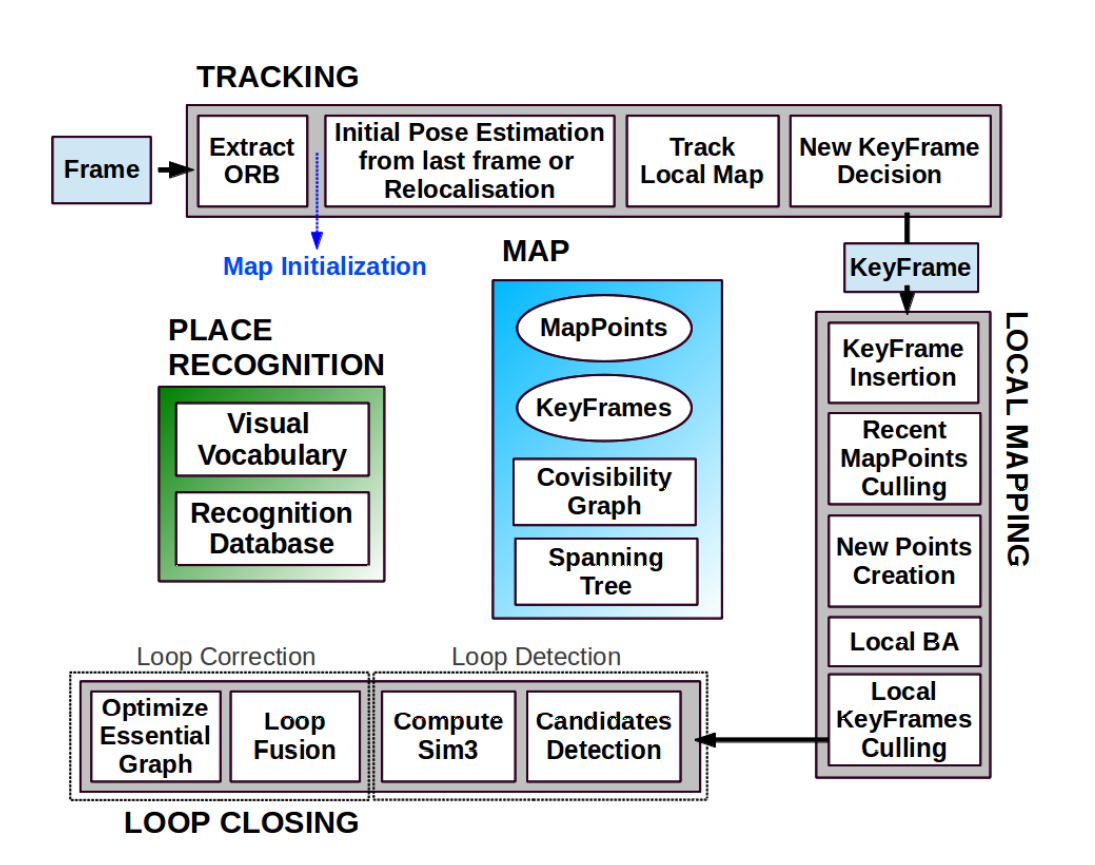 TRACKING
Frame
Extract
ORB
Initial Pose Estimation
from last frame or
Relocalisation
Track
Local Map
New KeyFrame
Decision
Map Initialization
MAP
KeyFrame
PLACE
RECOGNITION
Visual
Vocabulary
Recognition
Database
MapPoints
KeyFrames
Covisibility
Graph
Spanning
Tree
LOCAL MAPPING
KeyFrame
Insertion
Recent
MapPoints
Culling
New Points
Creation
Local BA
Local
KeyFrames
Culling
Loop Correction
Loop Detection
Optimize
Essential
Graph
Loop
Fusion
Compute
Sim3
Candidates
Detection
LOOP CLOSING